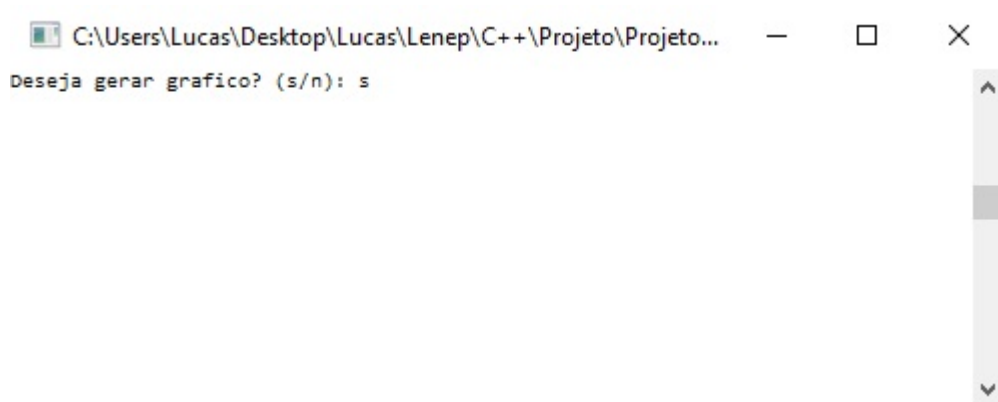 C:\Users\Lucas\Desktop\Lucas\Lenep\C++\Projeto\Projeto...
Deseja gerar grafico? (s/n): s